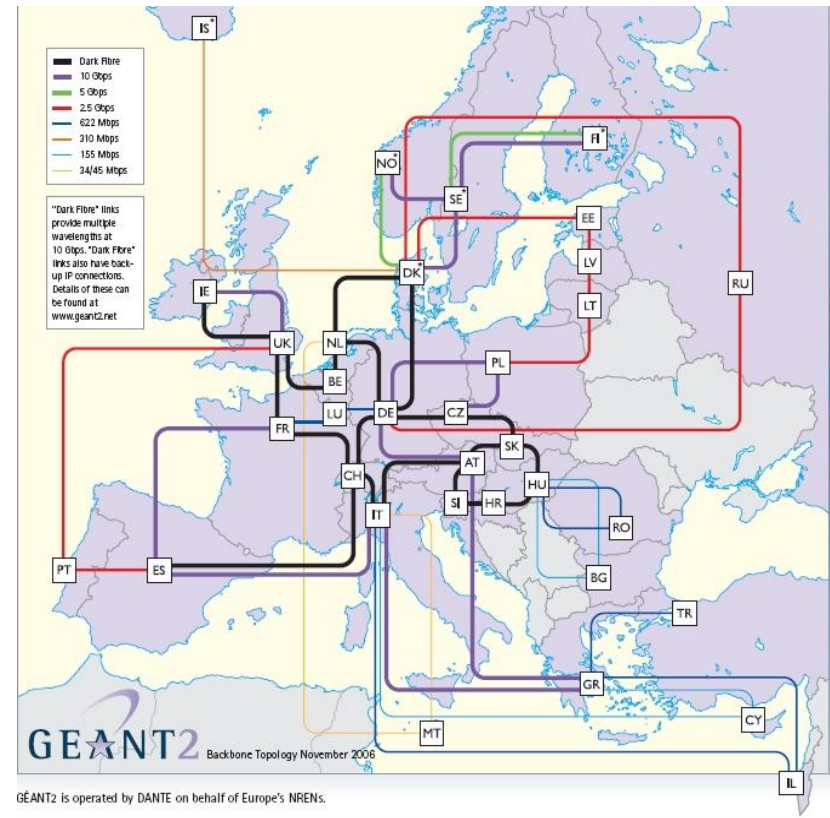 IS*
Dark Fibre
10 Gbps
5 Gbps
2.5 Gbps
622 Mbps
310 Mbps
155 Mbps
34/45 Mbps
"Dark Fibre" links
provide multiple
wavelengths at
10 Gbps. "Dark Fibre"
links also have back-
up IP connections.
Details of these can
be found at
www.geant2.net
FI*
NO*
SE*
EE
LV
DK*
RU
IE
LT
UK
NL
PL
BE
LU
DE
CZ
FR
SK
AT
CH
HU
SI
HR
IT
RO
PT
ES
BG
TR
GR
CY
MT
GEANT2 Backbone Topology November 2006
IL
GÉANT2 is operated by DANTE on behalf of Europe's NRENs.